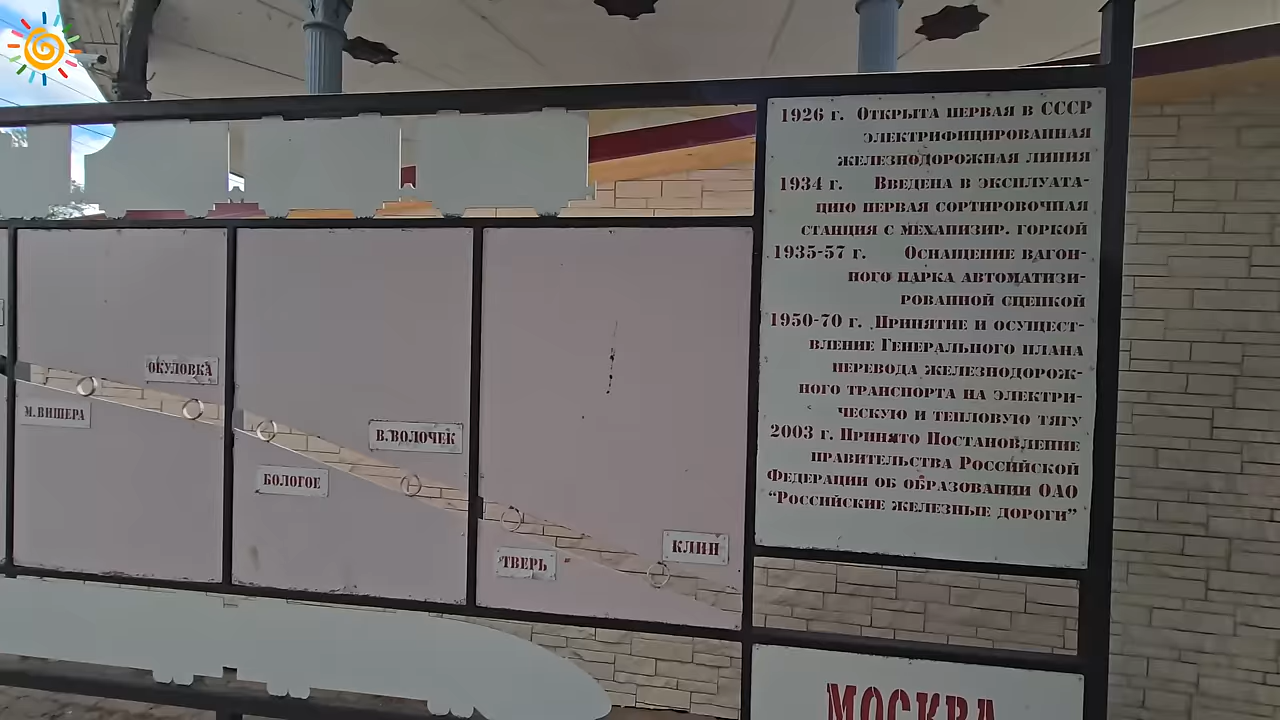 1926 г. Открыта первая в СССР
электрифицированная
железнодорожная линия
1934 г. Введена в эксплуата-
цию первая сортировочная
станция с механизир. горкой
1935-57 г. Оснащение вагон-
ного парка автоматизи-
рованной сцепкой
1950-70 г. Принятие и осущест-
вление Генерального плана
перевода железнодорож-
ного транспорта на электри-
ческую и тепловую тягу
2003 г. Принято Постановление
правительства Российской
Федерации об образовании ОАО
“Российские железные дороги”
ОКУЛОВКА
М.ВИШЕРА
В.ВОЛОЧЕК
БОЛОГОЕ
ТВЕРЬ
КЛИН
МОСКВА